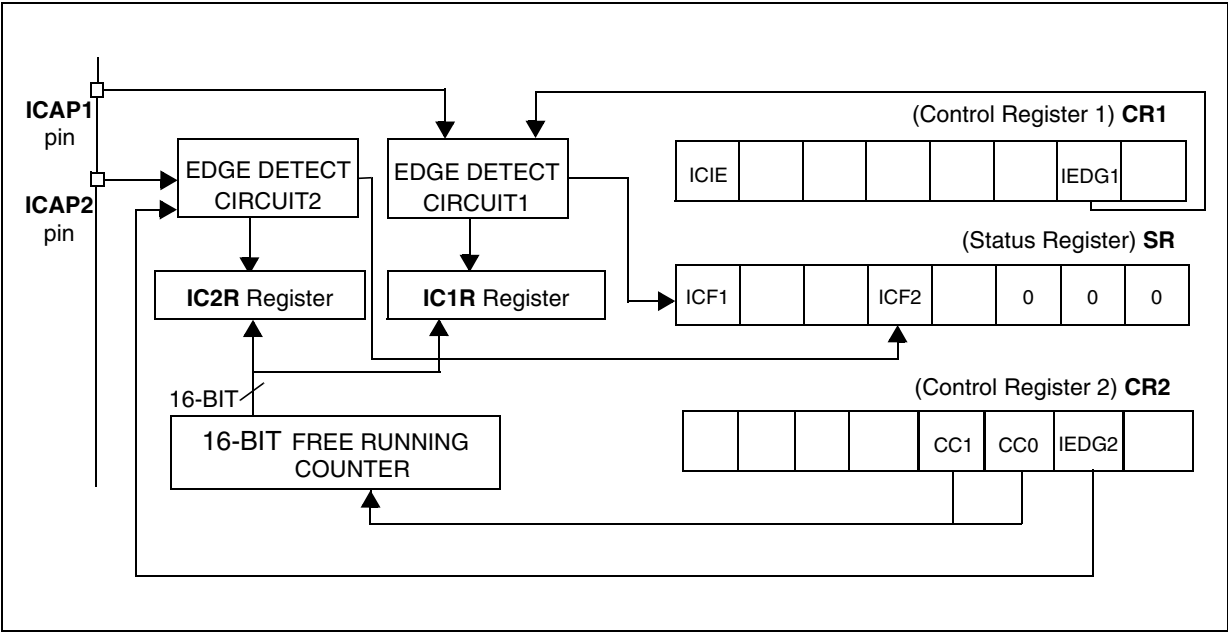 ICAP1
pin
ICAP2
pin
EDGE DETECT
CIRCUIT2
EDGE DETECT
CIRCUIT1
IC2R Register
IC1R Register
16-BIT
16-BIT FREE RUNNING
COUNTER
(Control Register 1) CR1
ICIE
IEDG1
(Status Register) SR
ICF1
ICF2
0
0
0
(Control Register 2) CR2
CC1
CC0
IEDG2